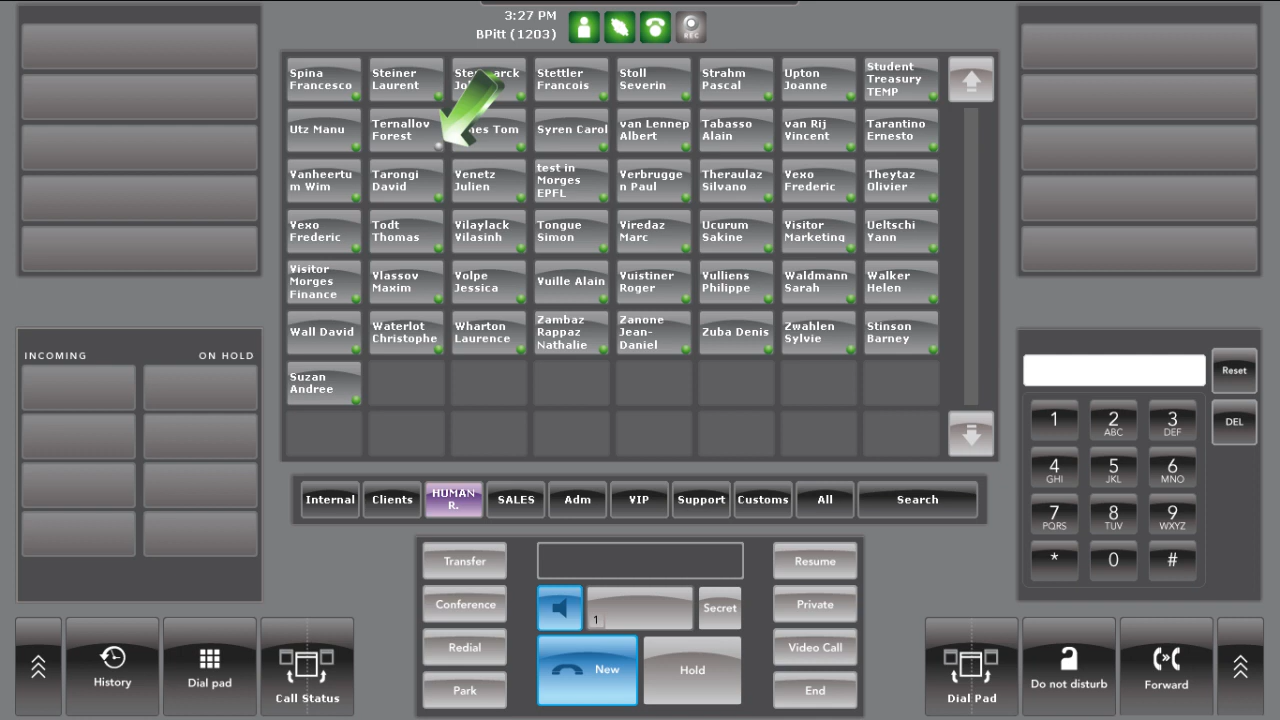 3:27 PM
BPitt (1203)
REC
Spina
Francesco
Steiner
Laurent
Stettler
Francois
Stoll
Severin
Strahm
Pascal
Upton
Joanne
Student
Treasury
TEMP
Utz Manu
Ternallov
Forest
Tom
Syren Carol
van Lennep
Albert
Tabasso
Alain
van Rij
Vincent
Tarantino
Ernesto
Vanheertu
m Wim
Tarongi
David
Venetz
Julien
test in
Morges
EPFL
Verbrugge
n Paul
Theraulaz
Silvano
Vexo
Frederic
Theytaz
Olivier
Vexo
Frederic
Todt
Thomas
Vilaylack
Vilasinh
Tongue
Simon
Viredaz
Marc
Ucurum
Sakine
Visitor
Marketing
Ueltschi
Yann
Visitor
Morges
Finance
Vlassov
Maxim
Volpe
Jessica
Vuille Alain
Vuistiner
Roger
Vulliens
Philippe
Waldmann
Sarah
Walker
Helen
Wall David
Waterlot
Christophe
Wharton
Laurence
Zambaz
Rappaz
Nathalie
Zanone
Jean-
Daniel
Zuba Denis
Zwahlen
Sylvie
Stinson
Barney
Suzan
Andree
INCOMING
ON HOLD
Internal
Clients
HUMAN
R.
SALES
Adm
VIP
Support
Customs
All
Search
Reset
DEL
1
2
ABC
3
DEF
4
GHI
5
JKL
6
MNO
7
PQRS
8
TUV
9
WXYZ
*
0
#
Transfer
Conference
Redial
Park
1
Secret
New
Hold
Resume
Private
Video Call
End
History
Dial pad
Call Status
Dial Pad
Do not disturb
Forward